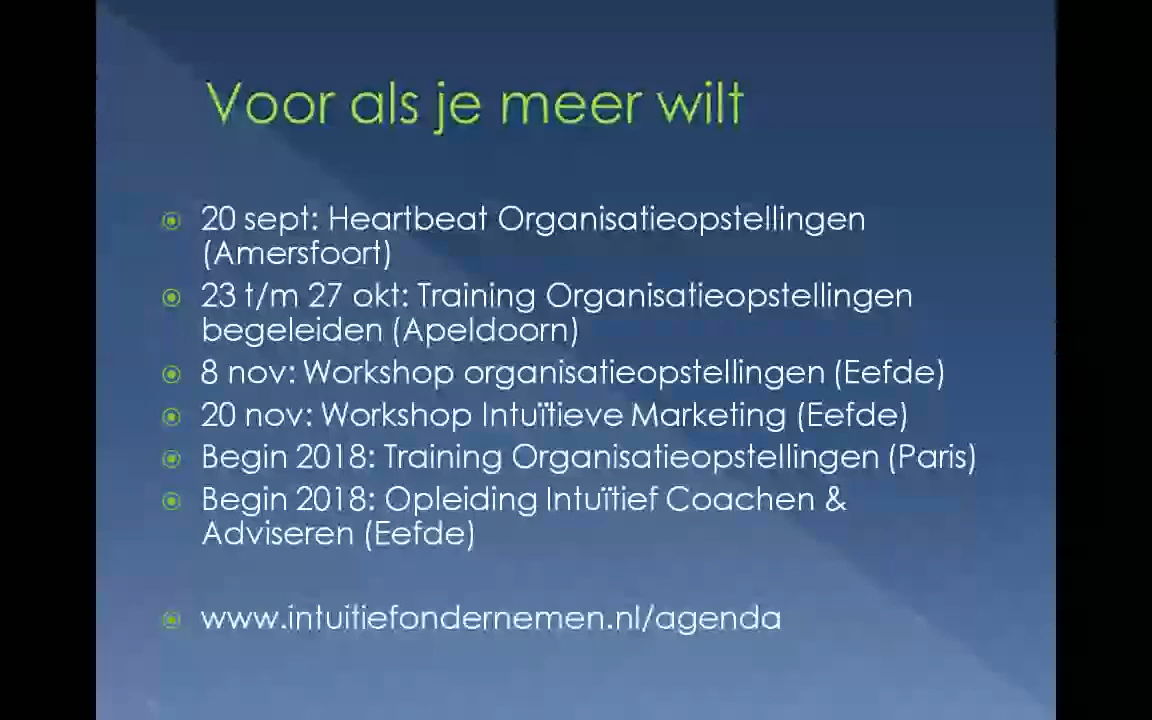 Voor als je meer wilt
20 sept: Heartbeat Organisatieopstellingen
(Amersfoort)
23 t/m 27 okt: Training Organisatieopstellingen
begeleiden (Apeldoorn)
8 nov: Workshop organisatieopstellingen (Eefde)
20 nov: Workshop Intuïtieve Marketing (Eefde)
Begin 2018: Training Organisatieopstellingen (Paris)
Begin 2018: Opleiding Intuïtief Coachen &
Adviseren (Eefde)
www.intuitiefondernemen.nl/agenda